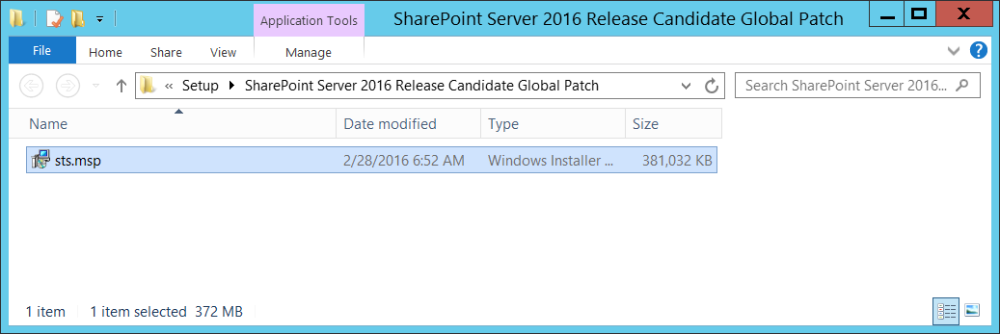 Application Tools
SharePoint Server 2016 Release Candidate Global Patch
File Home Share View Manage
« Setup SharePoint Server 2016 Release Candidate Global Patch Search SharePoint Server 2016...
Name Date modified Type Size
sts.msp 2/28/2016 6:52 AM Windows Installer ... 381,032 KB
1 item 1 item selected 372 MB